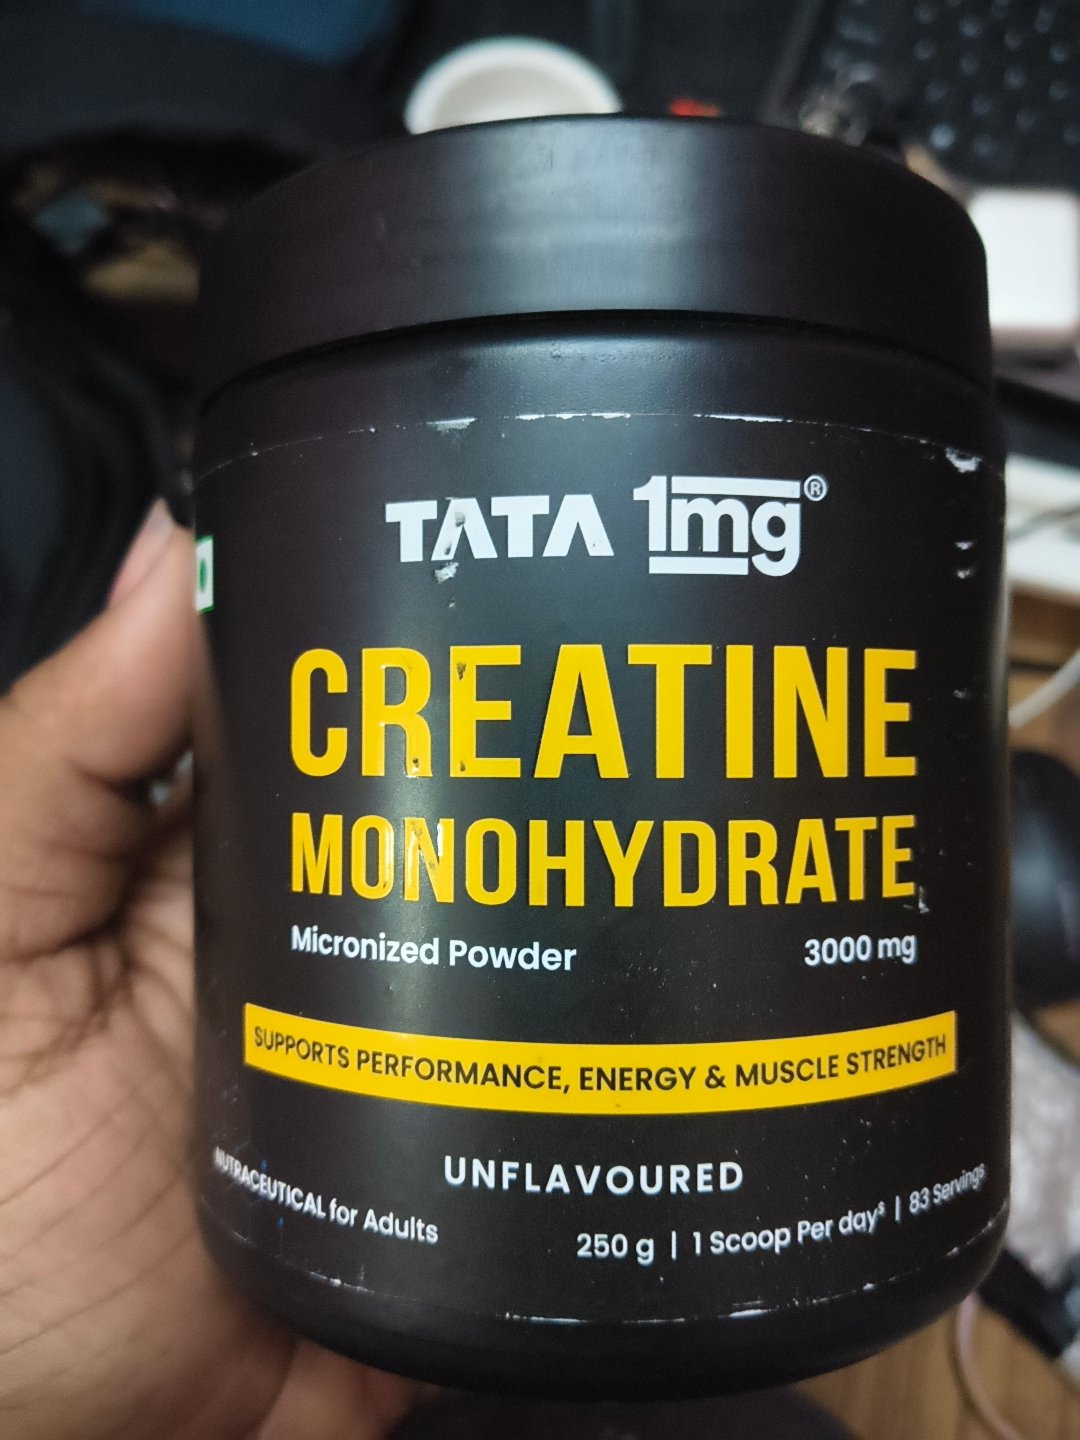 TATA 1mg®
CREATINE
MONOHYDRATE
Micronized Powder 3000 mg
SUPPORTS PERFORMANCE, ENERGY & MUSCLE STRENGTH
UNFLAVOURED
NUTRACEUTICAL for Adults
250 g | 1 Scoop Per day$ | 83 Servings